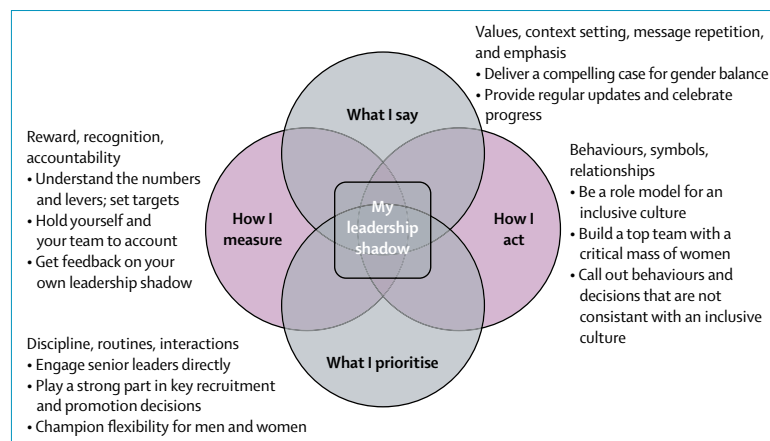 Values, context setting, message repetition,
and emphasis
• Deliver a compelling case for gender balance
• Provide regular updates and celebrate
progress
What I say
Reward, recognition,
accountability
• Understand the numbers
and levers; set targets
• Hold yourself and
your team to account
• Get feedback on your
own leadership shadow
How I
measure
My
leadership
shadow
How I
act
Behaviours, symbols,
relationships
• Be a role model for an
inclusive culture
• Build a top team with a
critical mass of women
• Call out behaviours and
decisions that are not
consistant with an inclusive
culture
Discipline, routines, interactions
• Engage senior leaders directly
• Play a strong part in key recruitment
and promotion decisions
• Champion flexibility for men and women
What I prioritise